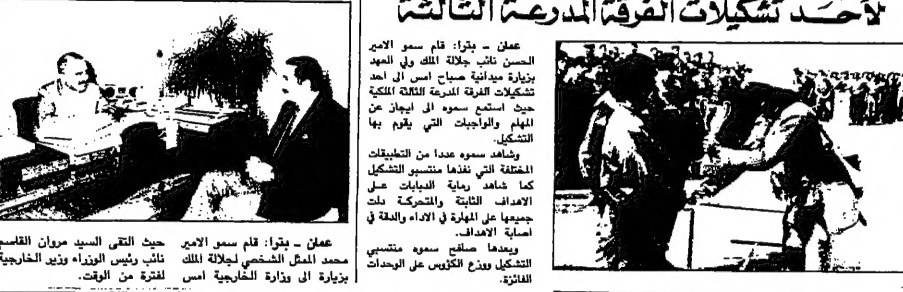 لأحد تشكيلات الفرقة المدرعة الثالثة
عمان ـ بترا: قام سمو الامير
الحسن نائب جلالة الملك ولي العهد
بزيارة ميدانية صباح امس الى احد
تشكيلات الفرقة المدرعة الثالثة الملكية
حيث استمع سموه الى ايجاز عن
المهام والواجبات التي يقوم بها
التشكيل.
وشاهد سموه عددا من التطبيقات
المختلفة التي نفذها منتسبو التشكيل
كما شاهد رماية الدبابات على
الاهداف الثابتة والمتحركة دلت
جميعها على المهارة في الاداء والدقة في
اصابة الاهداف.
وبعدها صافح سموه منتسبي
التشكيل ووزع الكؤوس على الوحدات
الفائزة.
عمان ـ بترا: قام سمو الامير
محمد الممثل الشخصي لجلالة الملك
بزيارة الى وزارة الخارجية امس
حيث التقى السيد مروان القاسم
نائب رئيس الوزراء وزير الخارجية
لفترة من الوقت.